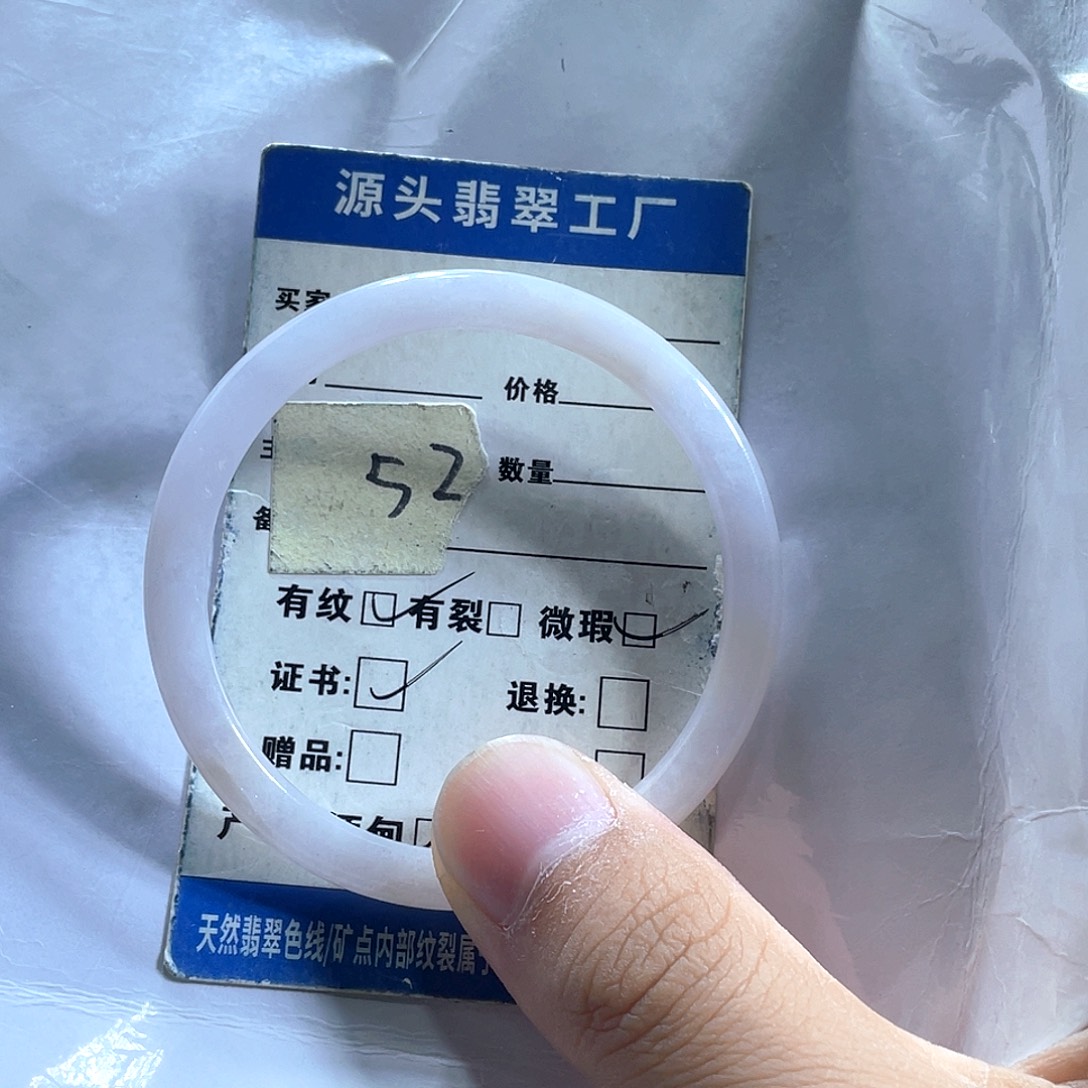 源头翡翠工厂
买家
价格
52
数量
有纹 有裂 微瑕
证书: 退换:
赠品:
天然翡翠色线/矿点内部纹裂属